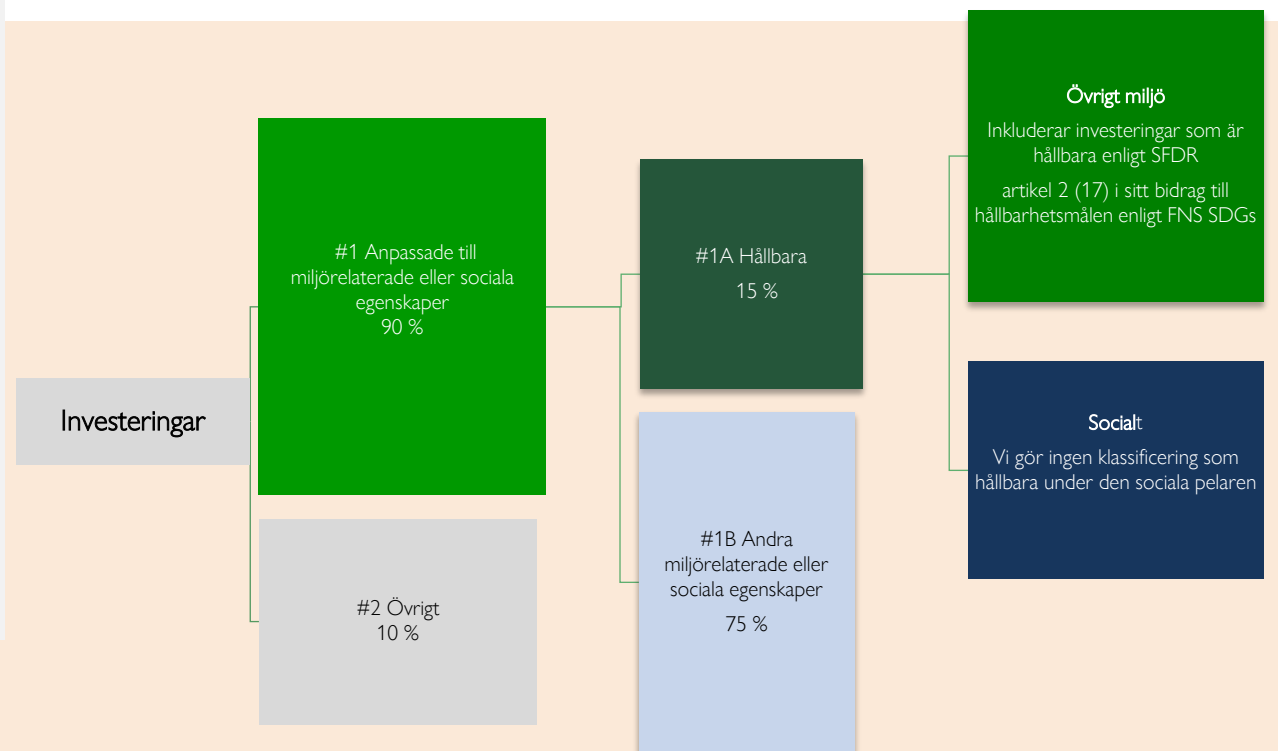 Investeringar
#1 Anpassade till
miljörelaterade eller sociala
egenskaper
90 %
#2 Övrigt
10 %
#1A Hållbara
15 %
#1B Andra
miljörelaterade eller
sociala egenskaper
75 %
Övrigt miljö
Inkluderar investeringar som är
hållbara enligt SFDR
artikel 2 (17) i sitt bidrag till
hållbarhetsmålen enligt FNS SDGs
Socialt
Vi gör ingen klassificering som
hållbara under den sociala pelaren